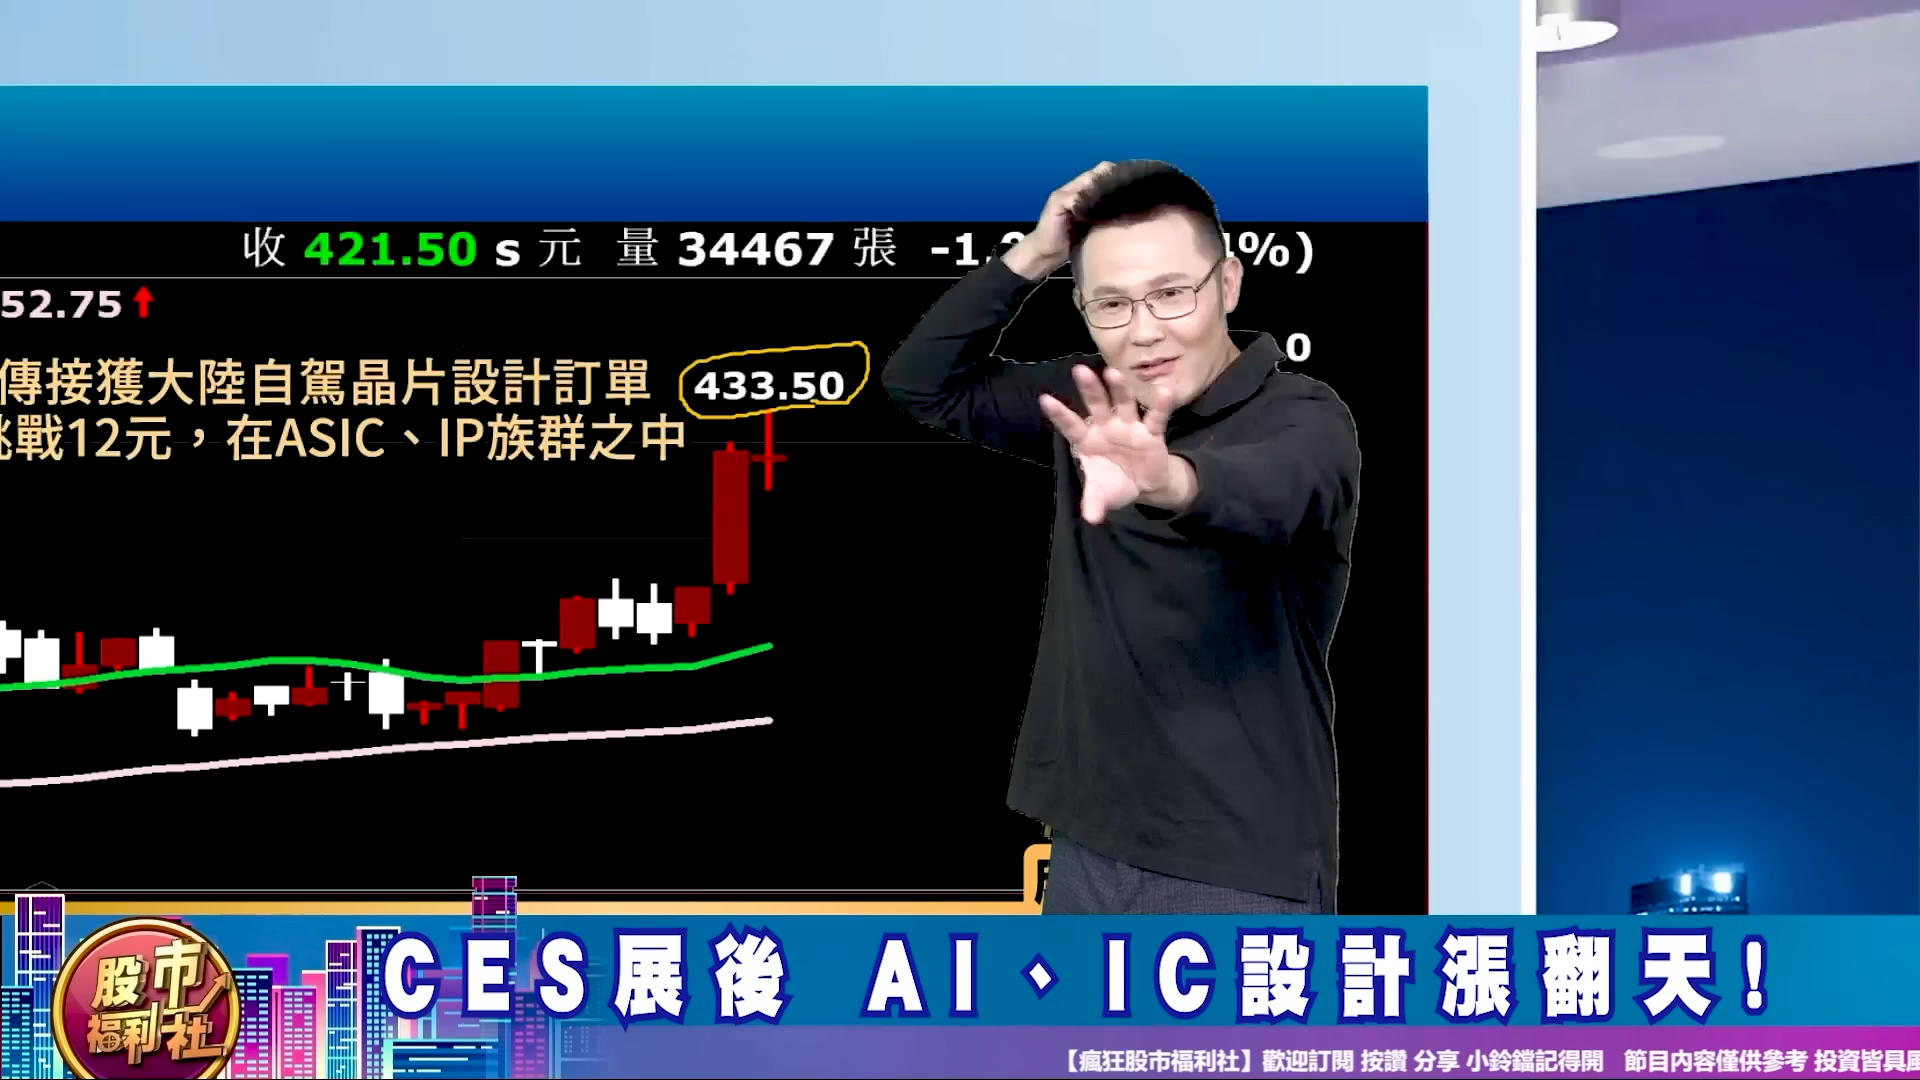 收 421.50 s 元 量 34467 張 -1. 4%)
52.75
0
傳接獲大陸自駕晶片設計訂單 433.50
挑戰12元，在ASIC、IP族群之中
股市
福利社
CES展後 AI、IC設計漲翻天!
【瘋狂股市福利社】歡迎訂閱 按讚 分享 小鈴鐺記得開 節目內容僅供參考 投資皆具風